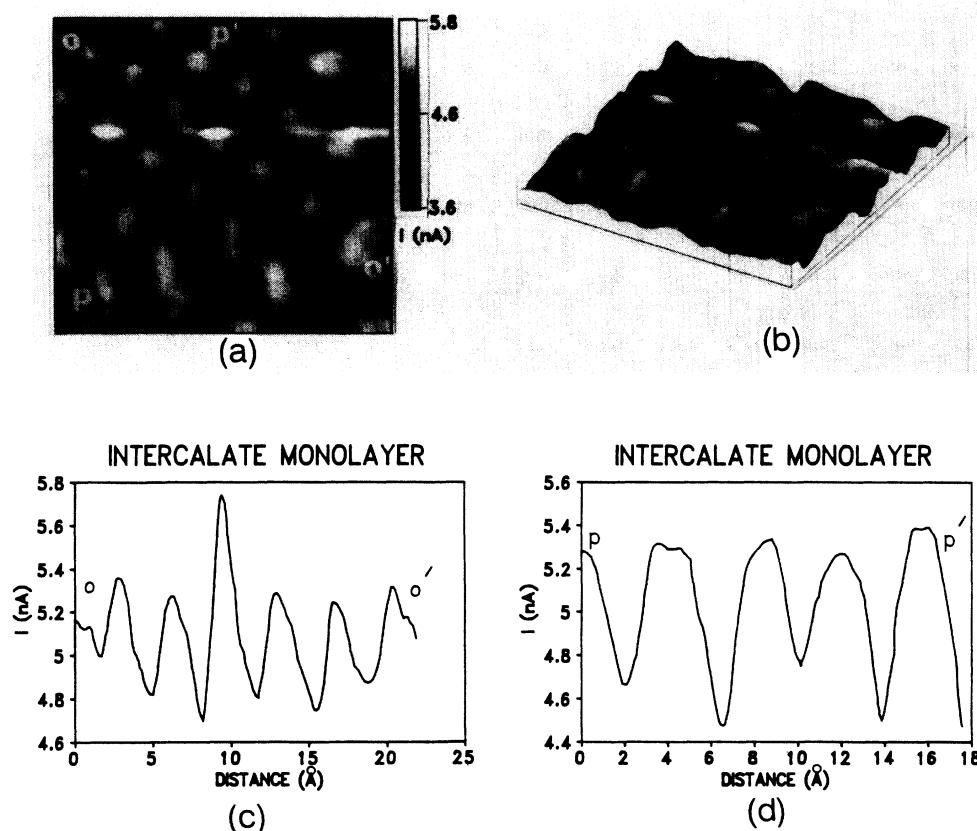 5.8
4.6
3.6
I (nA)
o
p'
p
o'
(a)
(b)
INTERCALATE MONOLAYER
5.8
5.6
5.4
5.2
5
4.8
4.6
I (nA)
o
o'
0
5
10
15
20
25
DISTANCE (Å)
(c)
INTERCALATE MONOLAYER
5.6
5.4
5.2
5
4.8
4.6
4.4
I (nA)
p
p'
0
2
4
6
8
10
12
14
16
18
DISTANCE (Å)
(d)